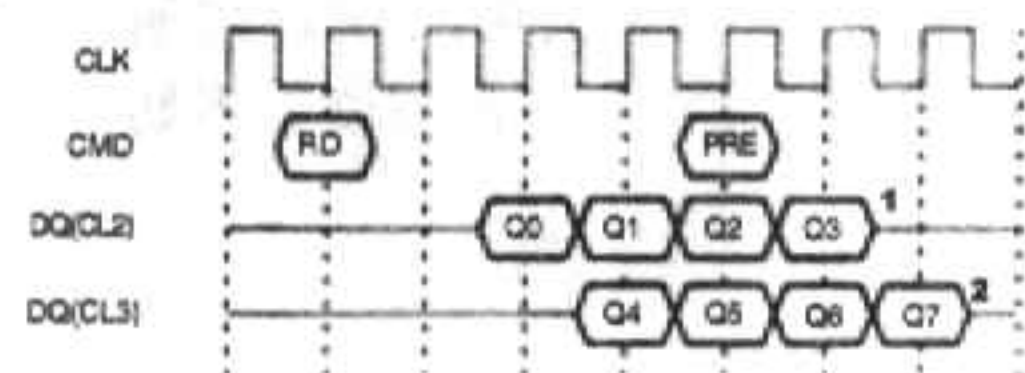 CLK
CMD RD PRE
DQ(CL2) Q0 Q1 Q2 Q3 1
DQ(CL3) Q4 Q5 Q6 Q7 2